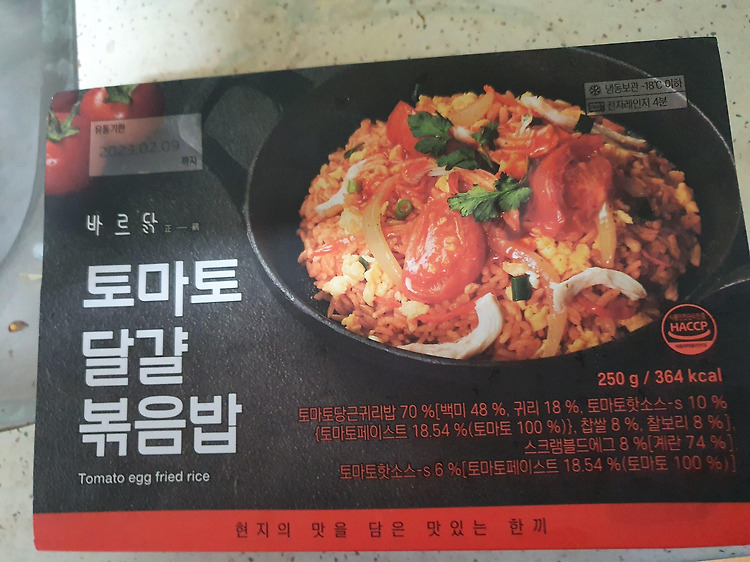 냉동보관 -18℃ 이하
전자레인지 4분
유통기한
2023.02.09
까지
바르닭 正一
토마토
달걀
볶음밥
Tomato egg fried rice
HACCP
250 g / 364 kcal
토마토당근귀리밥 70 %[백미 48 %, 귀리 18 %, 토마토핫소스-s 10 %
{토마토페이스트 18.54 %(토마토 100 %)}, 찹쌀 8 %, 찰보리 8 %],
스크램블드에그 8 %[계란 74 %],
토마토핫소스-s 6 %[토마토페이스트 18.54 %(토마토 100 %)]
현지의 맛을 담은 맛있는 한끼